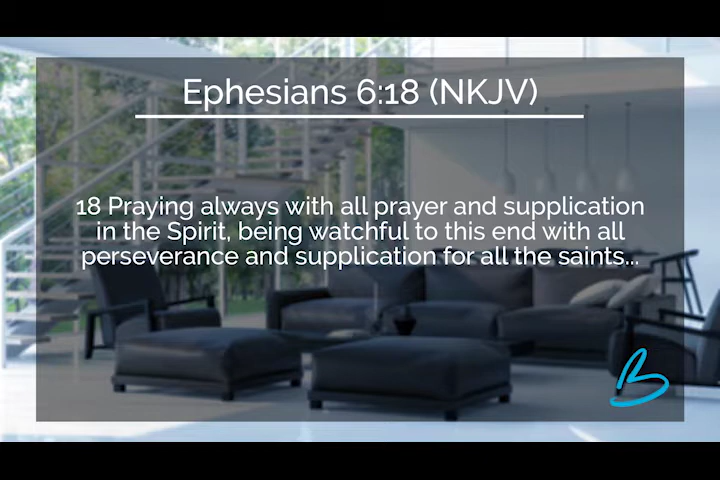 Ephesians 6:18 (NKJV)
18 Praying always with all prayer and supplication
in the Spirit, being watchful to this end with all
perseverance and supplication for all the saints...
B